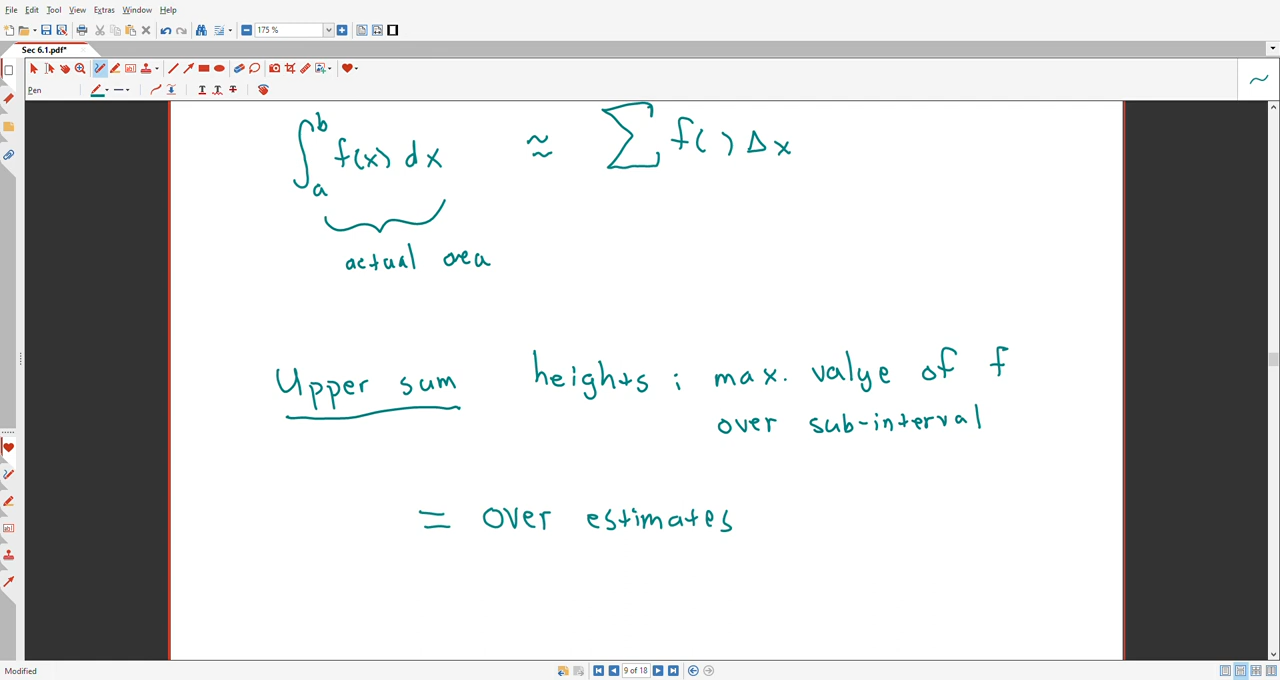 File Edit Tool View Extras Window Help
175 %
Sec 6.1.pdf*
Pen
∫_a^b f(x) dx ≈ ∑ f( ) Δx
actual area
Upper sum heights : max. value of f
over sub-interval
= over estimates
Modified
9 of 18